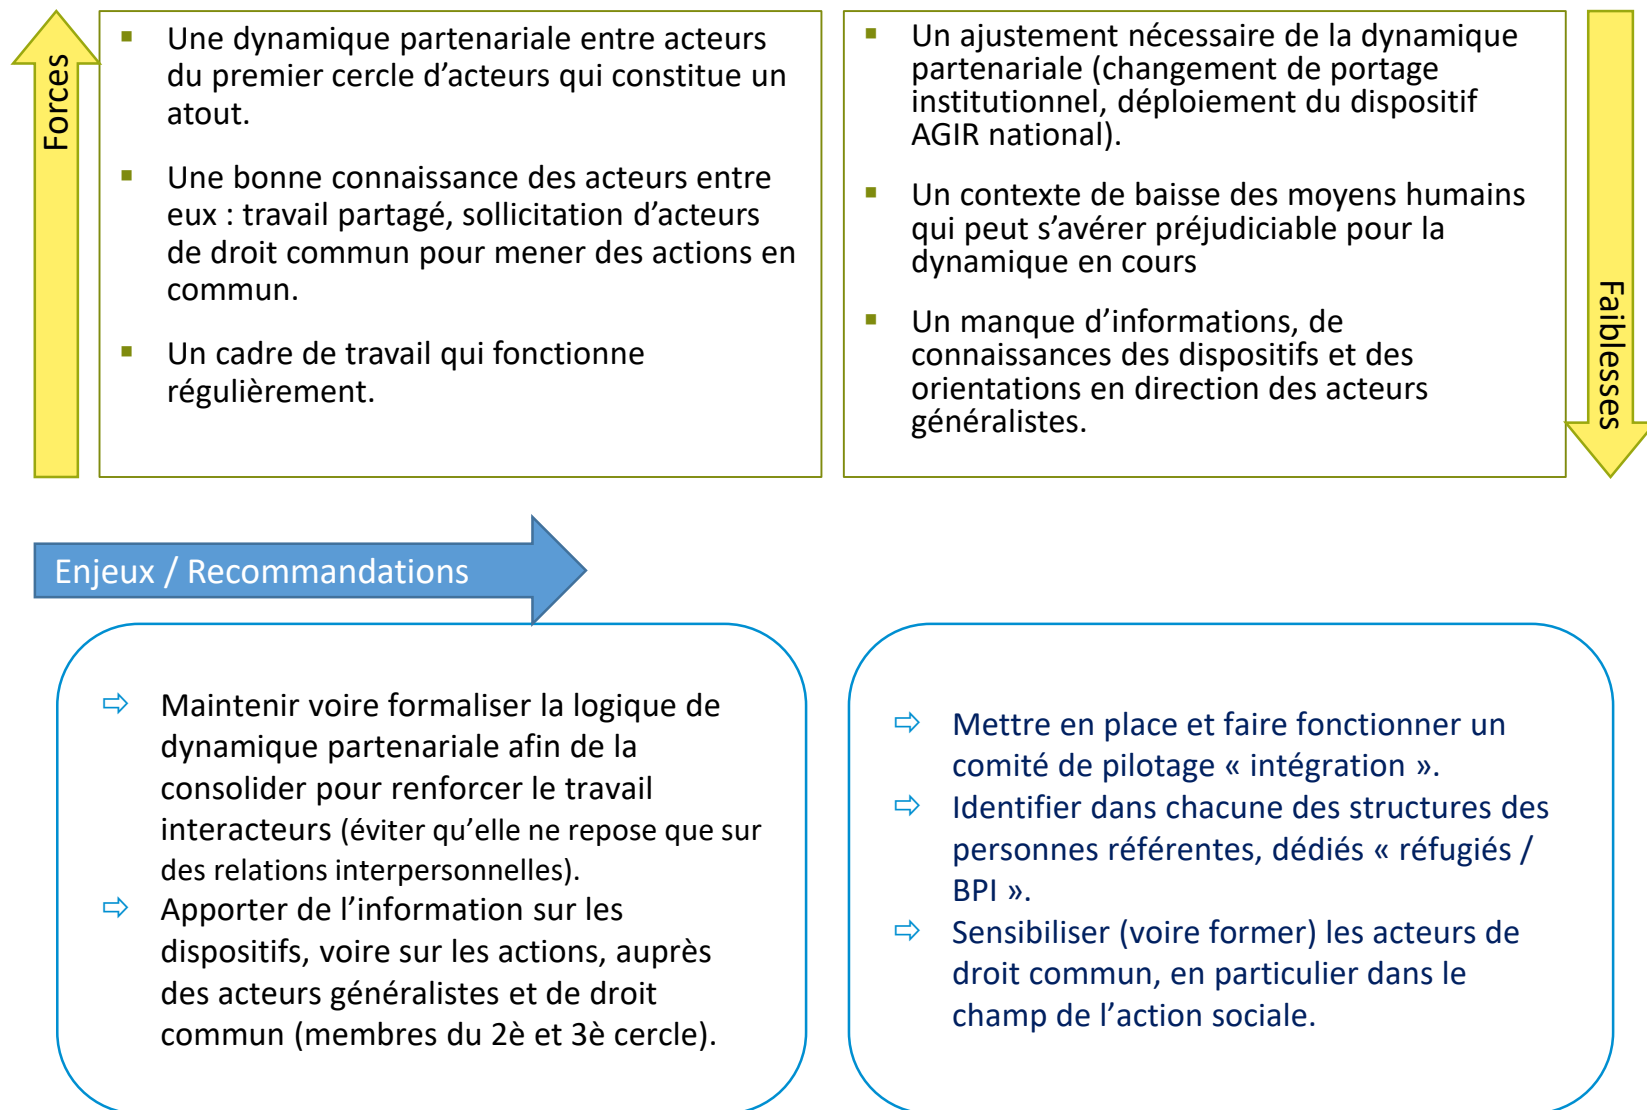 Forces
▪ Une dynamique partenariale entre acteurs
du premier cercle d’acteurs qui constitue un
atout.
▪ Une bonne connaissance des acteurs entre
eux : travail partagé, sollicitation d’acteurs
de droit commun pour mener des actions en
commun.
▪ Un cadre de travail qui fonctionne
régulièrement.
▪ Un ajustement nécessaire de la dynamique
partenariale (changement de portage
institutionnel, déploiement du dispositif
AGIR national).
▪ Un contexte de baisse des moyens humains
qui peut s’avérer préjudiciable pour la
dynamique en cours
▪ Un manque d’informations, de
connaissances des dispositifs et des
orientations en direction des acteurs
généralistes.
Faiblesses
Enjeux / Recommandations
⇨ Maintenir voire formaliser la logique de
dynamique partenariale afin de la
consolider pour renforcer le travail
interacteurs (éviter qu’elle ne repose que sur
des relations interpersonnelles).
⇨ Apporter de l’information sur les
dispositifs, voire sur les actions, auprès
des acteurs généralistes et de droit
commun (membres du 2è et 3è cercle).
⇨ Mettre en place et faire fonctionner un
comité de pilotage « intégration ».
⇨ Identifier dans chacune des structures des
personnes référentes, dédiés « réfugiés /
BPI ».
⇨ Sensibiliser (voire former) les acteurs de
droit commun, en particulier dans le
champ de l’action sociale.